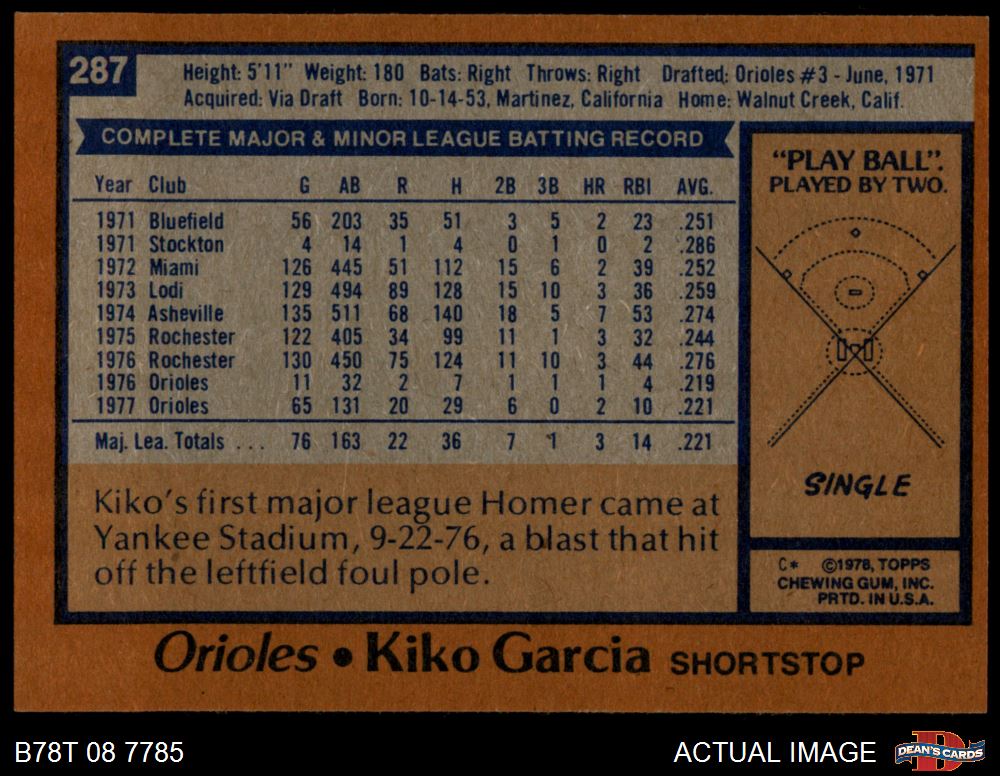 287
Height: 5'11" Weight: 180 Bats: Right Throws: Right Drafted: Orioles #3 - June, 1971
Acquired: Via Draft Born: 10-14-53, Martinez, California Home: Walnut Creek, Calif.
COMPLETE MAJOR & MINOR LEAGUE BATTING RECORD
Year Club G AB R H 2B 3B HR RBI AVG.
1971 Bluefield 56 203 35 51 3 5 2 23 .251
1971 Stockton 4 14 1 4 0 1 0 2 .286
1972 Miami 126 445 51 112 15 6 2 39 .252
1973 Lodi 129 494 89 128 15 10 3 36 .259
1974 Asheville 135 511 68 140 18 5 7 53 .274
1975 Rochester 122 405 34 99 11 1 3 32 .244
1976 Rochester 130 450 75 124 11 10 3 44 .276
1976 Orioles 11 32 2 7 1 1 1 4 .219
1977 Orioles 65 131 20 29 6 0 2 10 .221
Maj. Lea. Totals ... 76 163 22 36 7 1 3 14 .221
Kiko's first major league Homer came at
Yankee Stadium, 9-22-76, a blast that hit
off the leftfield foul pole.
"PLAY BALL".
PLAYED BY TWO.
SINGLE
C* ©1978, TOPPS
CHEWING GUM, INC.
PRTD. IN U.S.A.
Orioles • Kiko Garcia SHORTSTOP
B78T 08 7785
ACTUAL IMAGE
DEAN'S CARDS